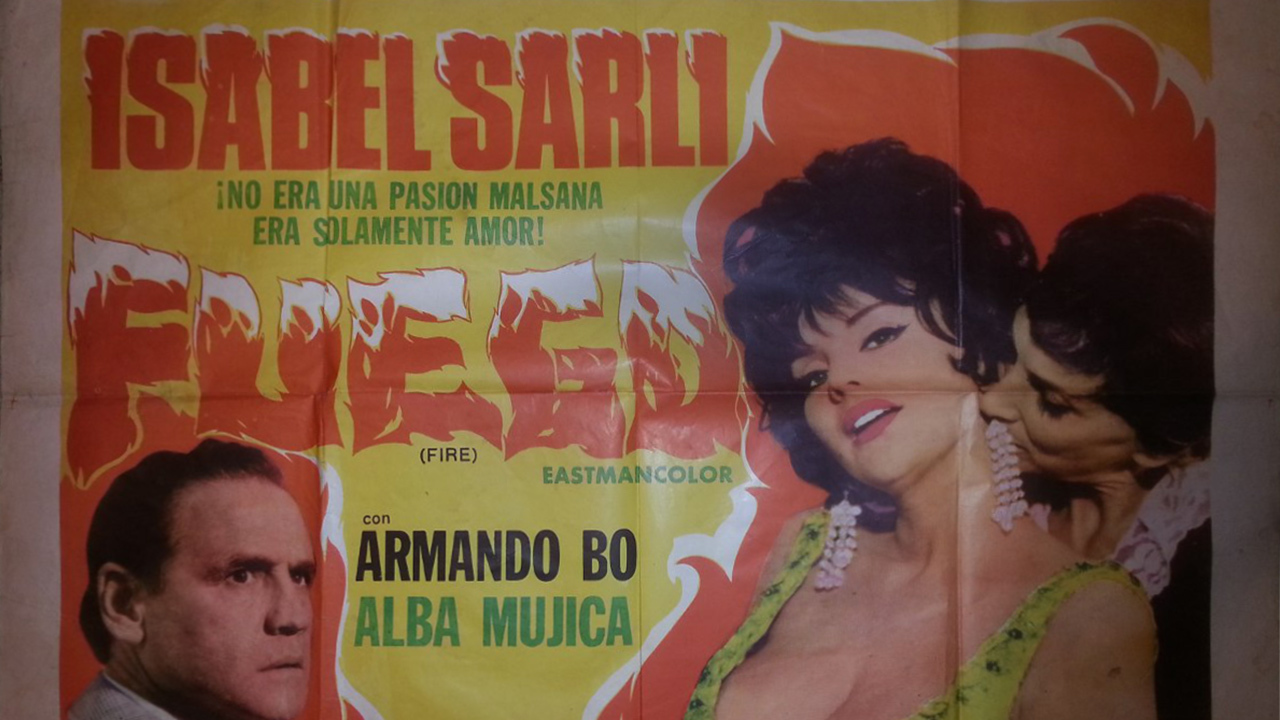 ISABEL SARLI
¡NO ERA UNA PASION MALSANA
ERA SOLAMENTE AMOR!
FUEGO
(FIRE)
EASTMANCOLOR
con
ARMANDO BO
ALBA MUJICA